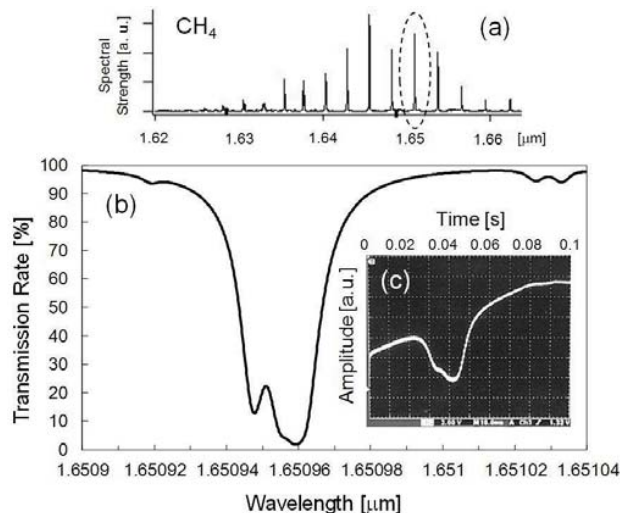 CH4
(a)
Spectral
Strength [a. u.]
1.62 1.63 1.64 1.65 1.66 [μm]
100
90
80
70
60
50
40
30
20
10
0
Transmission Rate [%]
(b)
Time [s]
0 0.02 0.04 0.06 0.08 0.1
(c)
Amplitude [a. u.]
1.6509 1.65092 1.65094 1.65096 1.65098 1.651 1.65102 1.65104
Wavelength [μm]